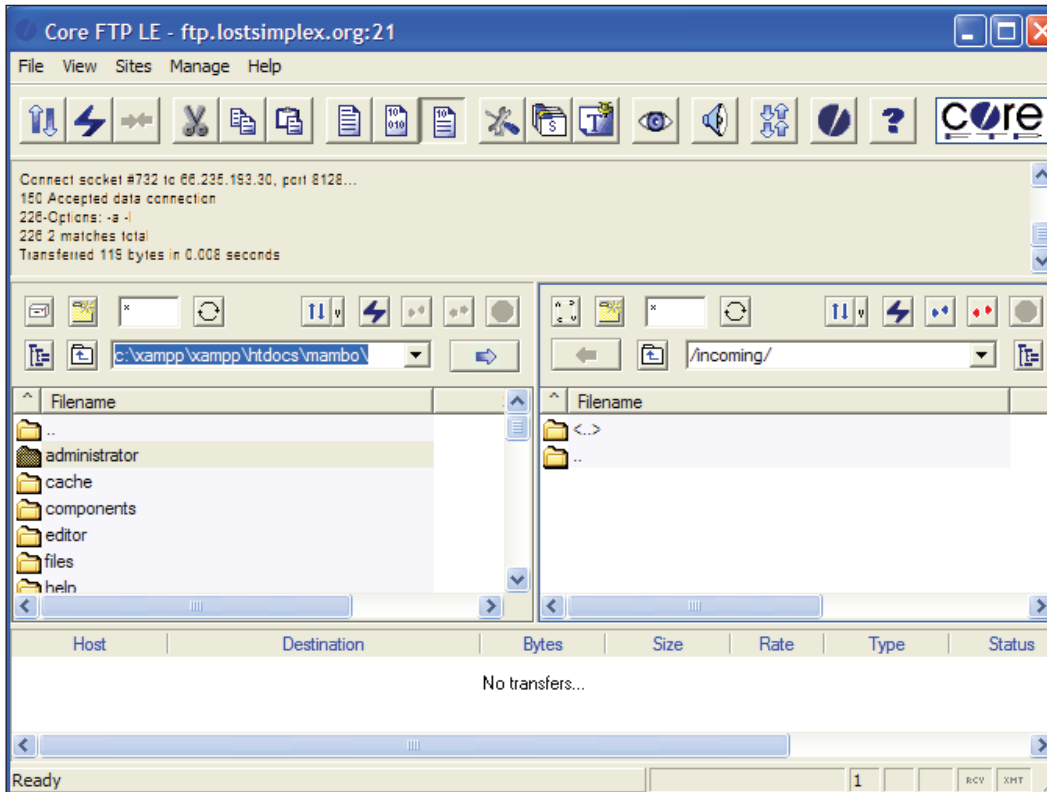 Core FTP LE - ftp.lostsimplex.org:21
File View Sites Manage Help
core
Connect socket #732 to 66.235.193.30, port 8128...
150 Accepted data connection
226-Options: -a -l
226 2 matches total
Transferred 119 bytes in 0.008 seconds
* *
c:\xampp\xampp\htdocs\mambo\ /incoming/
^ Filename ^ Filename
.. <..>
administrator ..
cache
components
editor
files
help
Host Destination Bytes Size Rate Type Status
No transfers...
Ready 1 RCV XMT